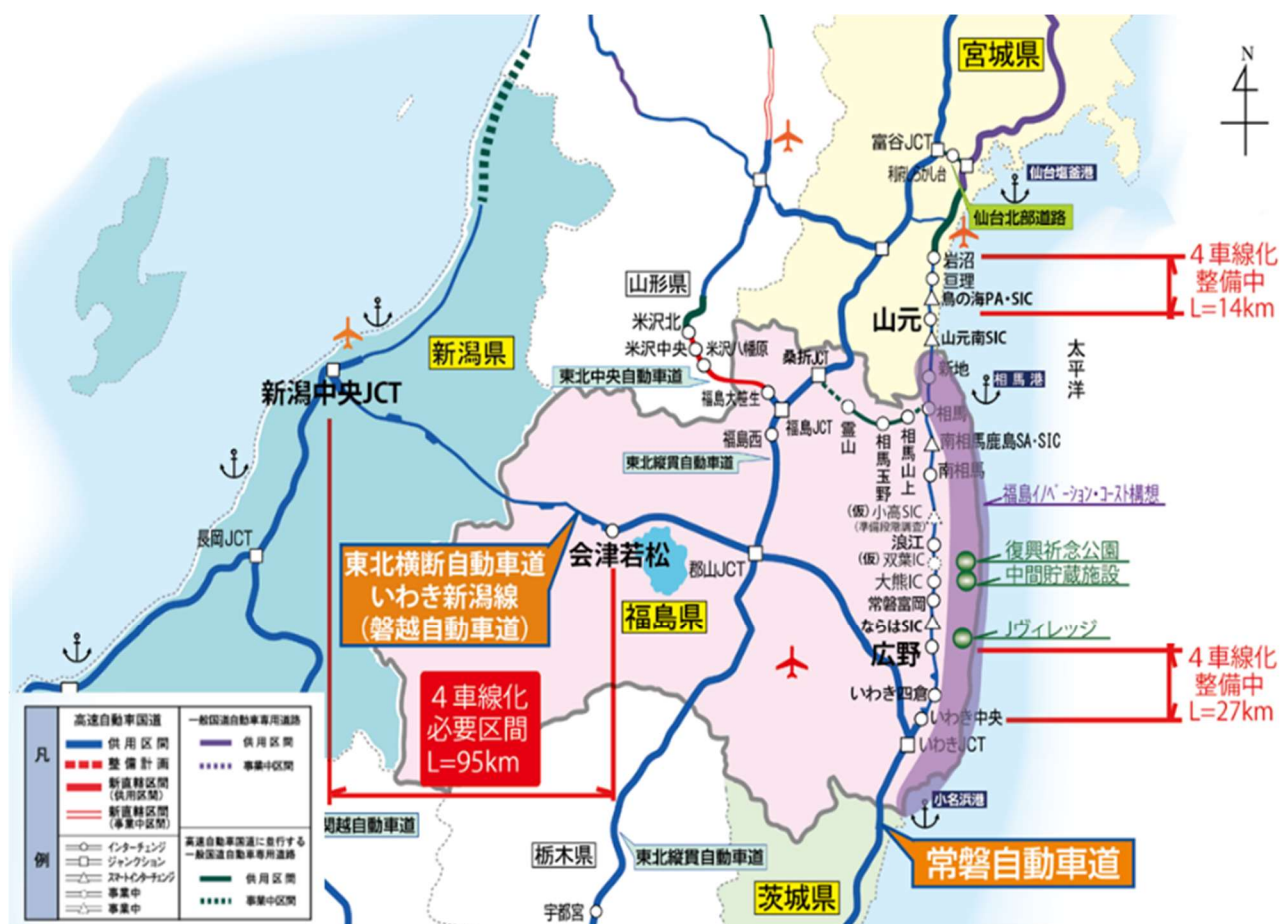 宮城県
N
富谷JCT
利府しらかし台
仙台塩釜港
仙台北部道路
岩沼
亘理
鳥の海PA・SIC
山元
山元南SIC
4車線化
整備中
L=14km
山形県
米沢北
米沢中央
米沢八幡原
東北中央自動車道
福島大笹生
桑折JCT
福島JCT
福島西
東北縦貫自動車道
霊山
相馬玉野
相馬山上
新地
相馬港
相馬
太平洋
南相馬鹿島SA・SIC
南相馬
福島イノベーション・コースト構想
(仮)小高SIC
(準備段階調査)
浪江
(仮)双葉IC
大熊IC
常磐富岡
ならはSIC
広野
復興祈念公園
中間貯蔵施設
Jヴィレッジ
4車線化
整備中
L=27km
いわき四倉
いわき中央
いわきJCT
小名浜港
常磐自動車道
新潟県
新潟中央JCT
長岡JCT
会津若松
東北横断自動車道
いわき新潟線
(磐越自動車道)
郡山JCT
福島県
4車線化
必要区間
L=95km
関越自動車道
栃木県
東北縦貫自動車道
宇都宮
茨城県
凡例
高速自動車国道
供用区間
整備計画
新直轄区間
(供用区間)
新直轄区間
(事業中区間)
インターチェンジ
ジャンクション
スマートインターチェンジ
事業中
事業中
一般国道自動車専用道路
供用区間
事業中区間
高速自動車国道に並行する
一般国道自動車専用道路
供用区間
事業中区間